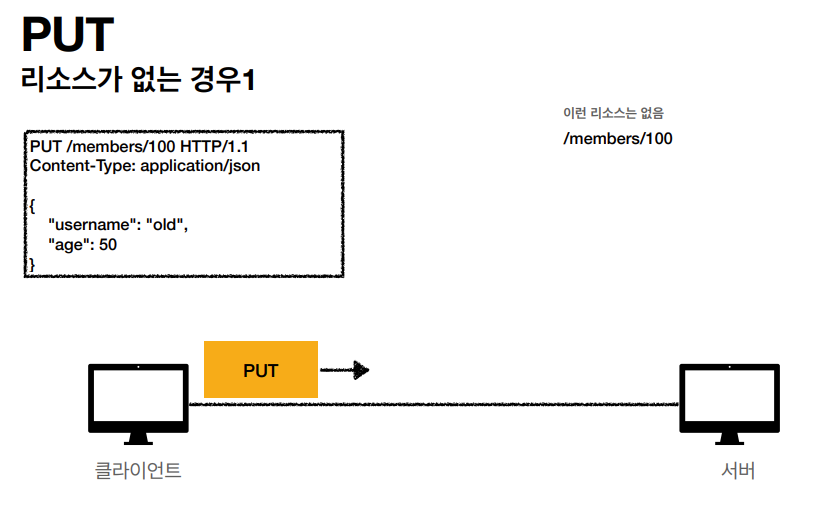 PUT
리소스가 없는 경우1
이런 리소스는 없음
/members/100
PUT /members/100 HTTP/1.1
Content-Type: application/json
{
"username": "old",
"age": 50
}
PUT
클라이언트
서버